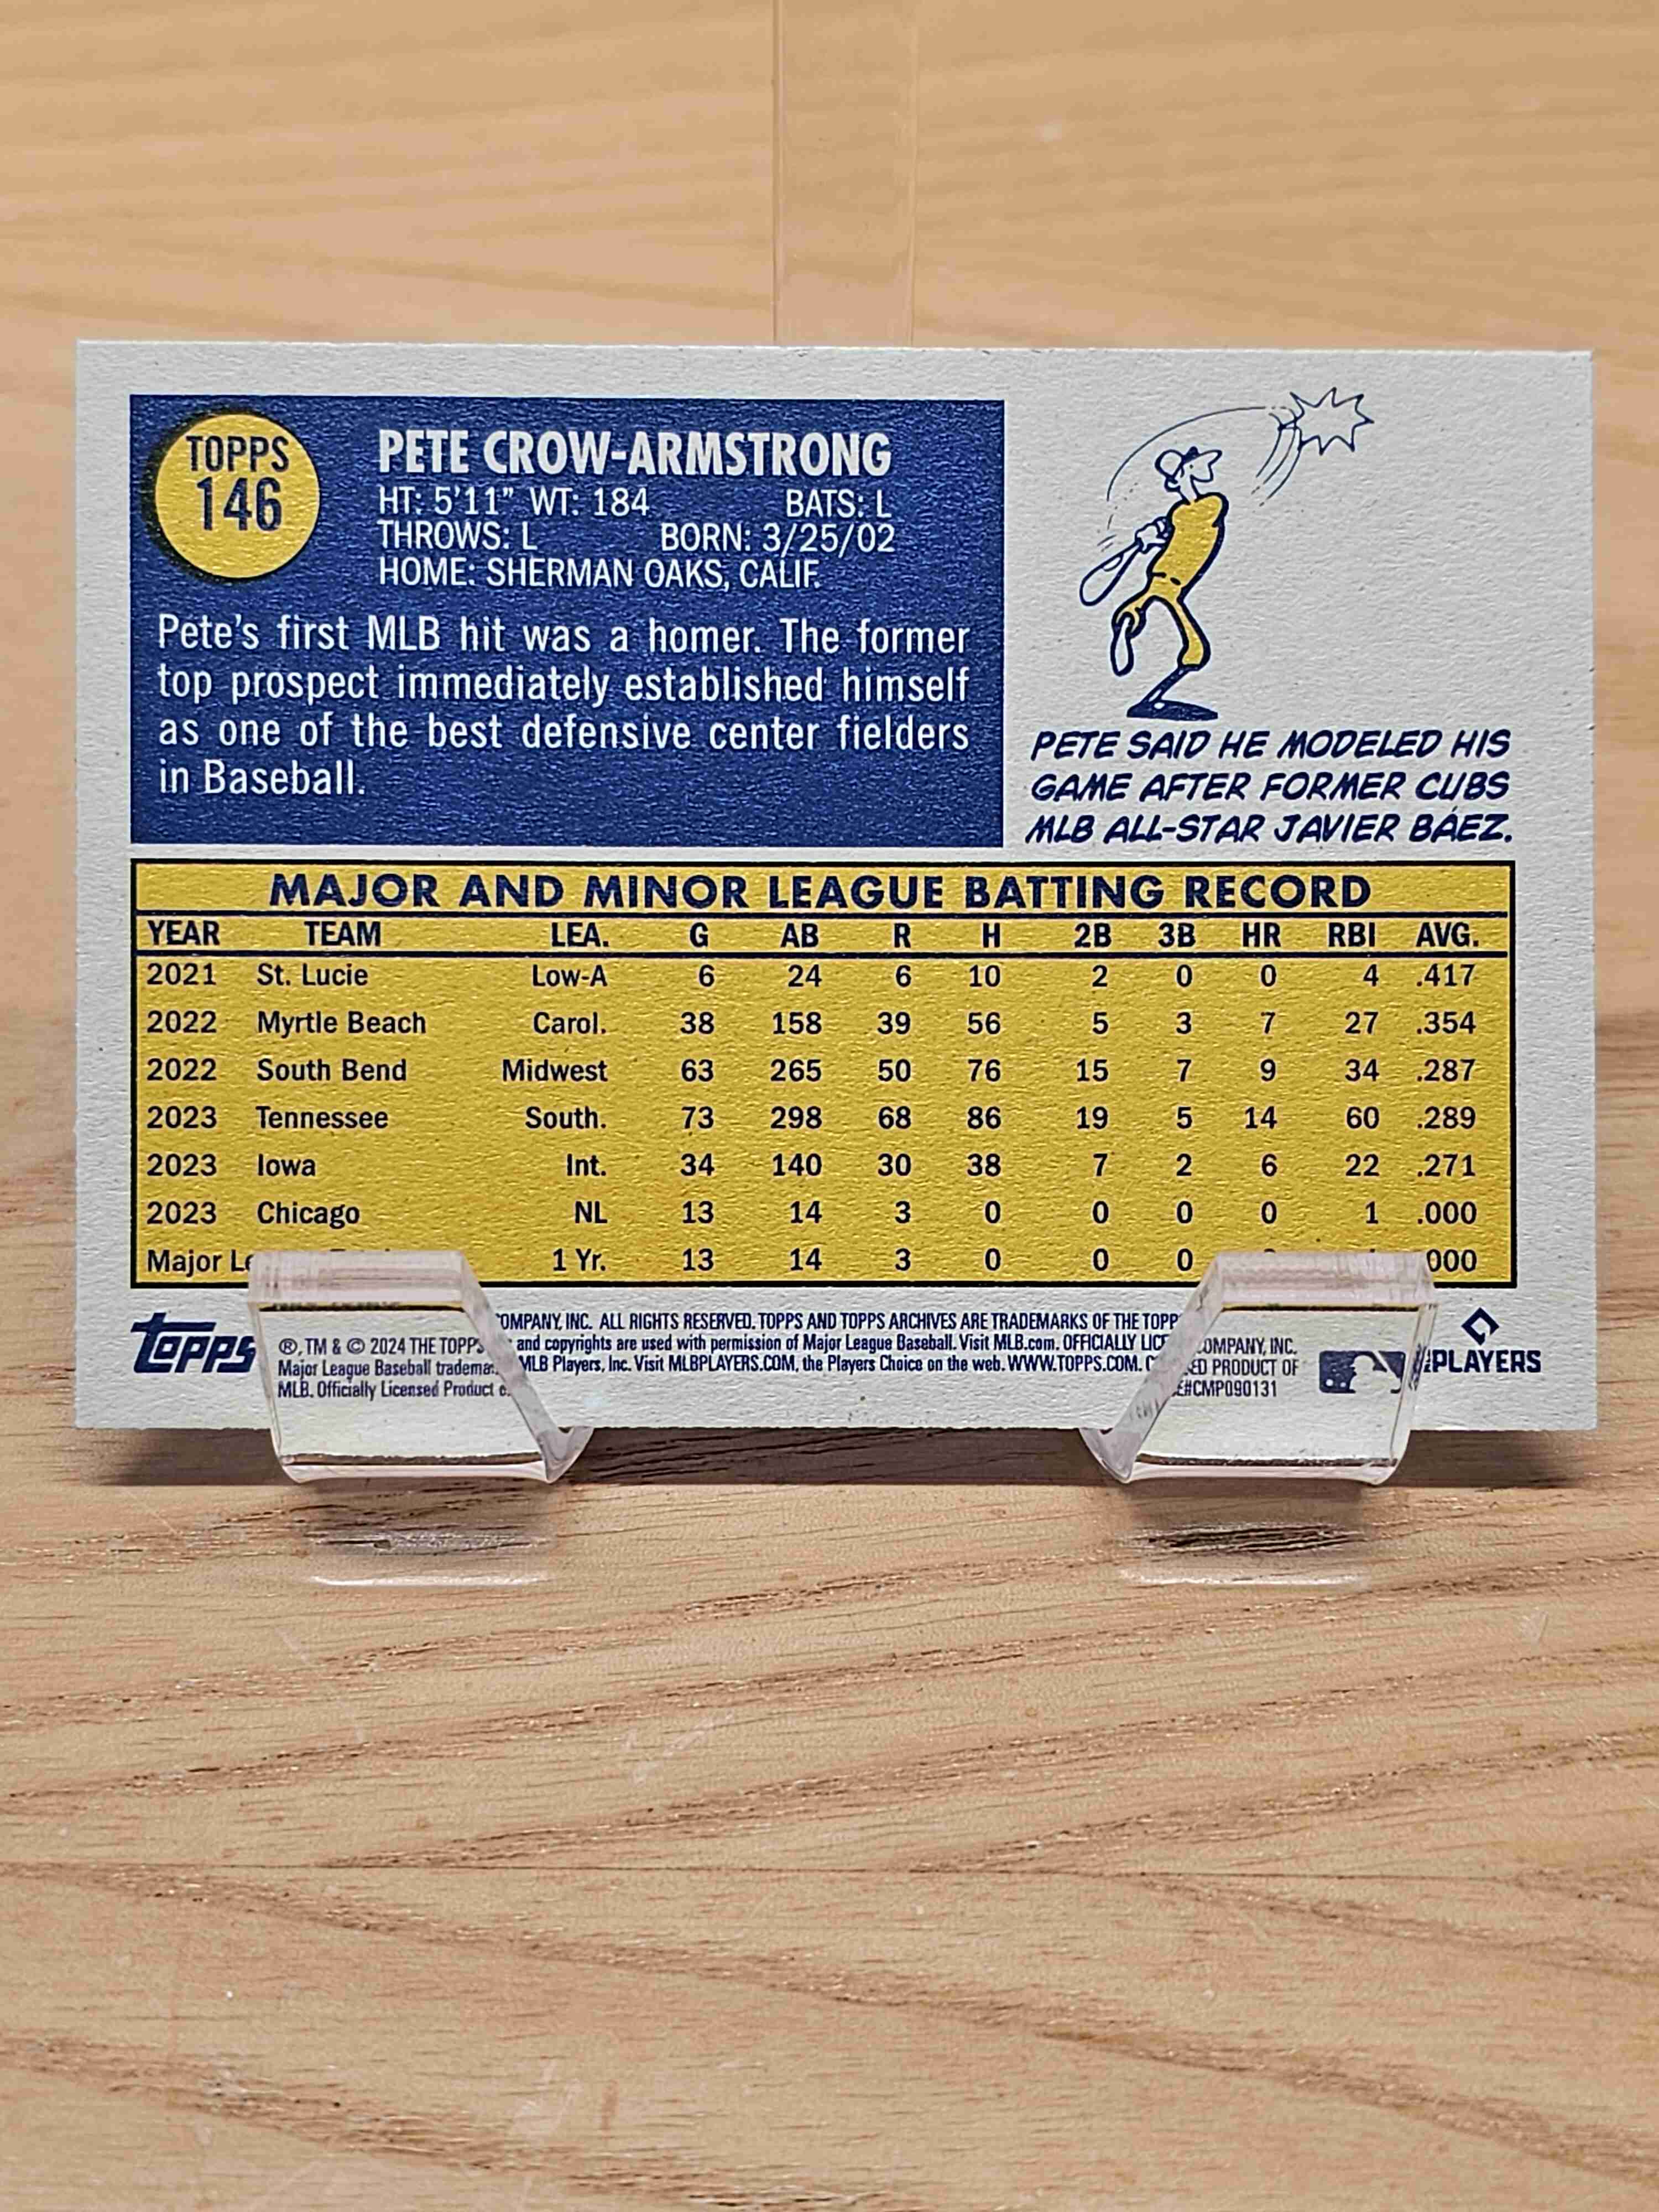 TOPPS
146
PETE CROW-ARMSTRONG
HT: 5'11" WT: 184 BATS: L
THROWS: L BORN: 3/25/02
HOME: SHERMAN OAKS, CALIF.
Pete's first MLB hit was a homer. The former
top prospect immediately established himself
as one of the best defensive center fielders
in Baseball.
PETE SAID HE MODELED HIS
GAME AFTER FORMER CUBS
MLB ALL-STAR JAVIER BÁEZ.
MAJOR AND MINOR LEAGUE BATTING RECORD
YEAR TEAM LEA. G AB R H 2B 3B HR RBI AVG.
2021 St. Lucie Low-A 6 24 6 10 2 0 0 4 .417
2022 Myrtle Beach Carol. 38 158 39 56 5 3 7 27 .354
2022 South Bend Midwest 63 265 50 76 15 7 9 34 .287
2023 Tennessee South. 73 298 68 86 19 5 14 60 .289
2023 Iowa Int. 34 140 30 38 7 2 6 22 .271
2023 Chicago NL 13 14 3 0 0 0 0 1 .000
Major 1 Yr. 13 14 3 0 0 0 000
topps
®, TM & © 2024 THE TOPPS COMPANY, INC. ALL RIGHTS RESERVED. TOPPS AND TOPPS ARCHIVES ARE TRADEMARKS OF THE TOPPS COMPANY, INC.
Major League Baseball and copyrights are used with permission of Major League Baseball. Visit MLB.com. OFFICIALLY PRODUCT OF
MLB. Officially Licensed Product MLB Players, Inc. Visit MLBPLAYERS.COM, the Players Choice on the web. WWW.TOPPS.COM. #CMP090131
PLAYERS